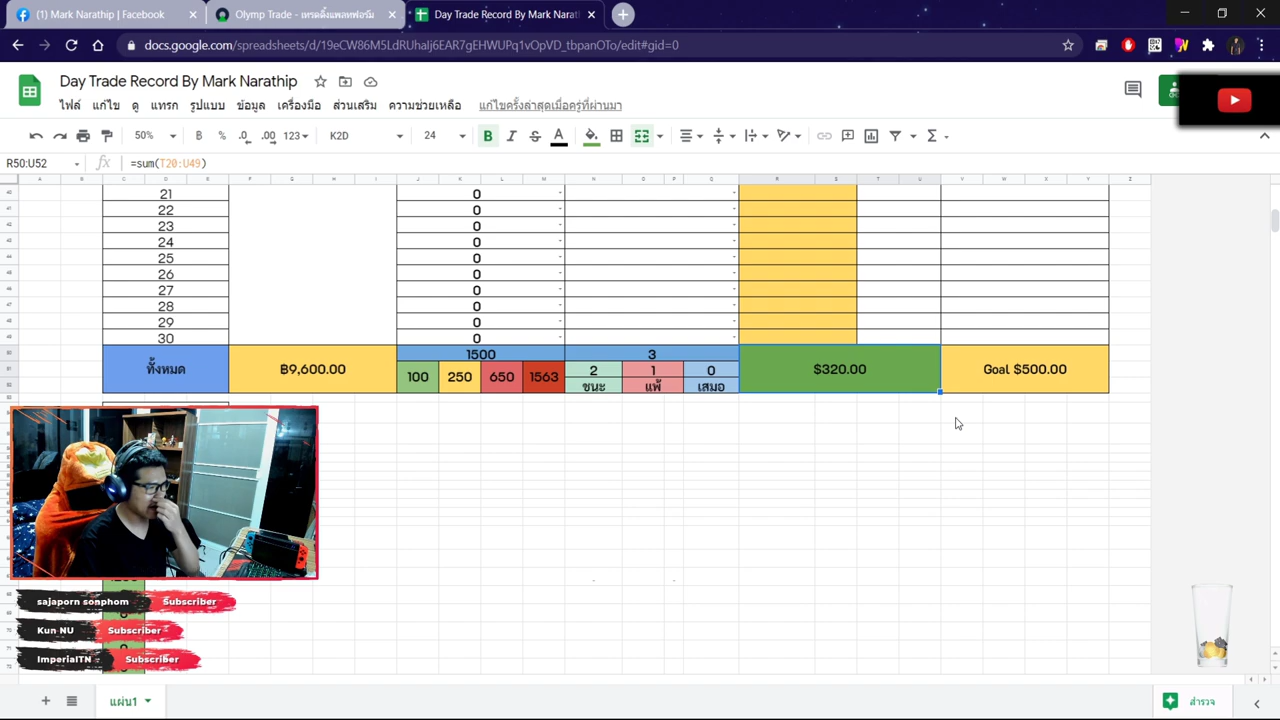 (1) Mark Narathip | Facebook
Olymp Trade - เทรดดิ้งแพลทฟอร์ม
Day Trade Record By Mark Narat
docs.google.com/spreadsheets/d/19eCW86M5LdRUhaIj6EAR7gEHWUPq1vOpVD_tbpanOTo/edit#gid=0
Day Trade Record By Mark Narathip
ไฟล์ แก้ไข ดู แทรก รูปแบบ ข้อมูล เครื่องมือ ส่วนเสริม ความช่วยเหลือ แก้ไขครั้งล่าสุดเมื่อครู่ที่ผ่านมา
50% ฿ % .0 .00 123 K2D 24 B I S A
R50:U52 fx =sum(T20:U49)
A B C D E F G H I J K L M N O P Q R S T U V W X Y Z
21 0
22 0
23 0
24 0
25 0
26 0
27 0
28 0
29 0
30 0
ทั้งหมด ฿9,600.00 1500 3 $320.00 Goal $500.00
100 250 650 1563 2 1 0
ชนะ แพ้ เสมอ
sajaporn sonphom Subscriber
Kun NU Subscriber
ImperialTN Subscriber
แผ่น1
สำรวจ